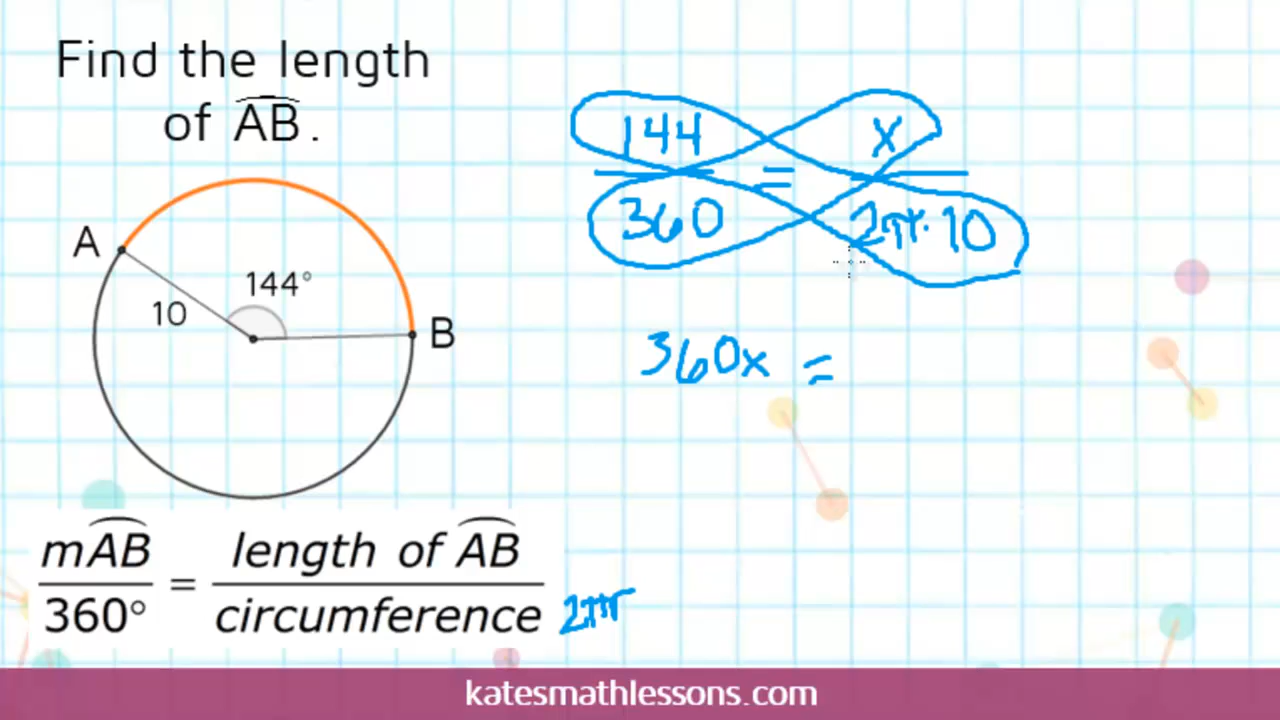 Find the length
of AB.
A
144°
10
B
mAB = length of AB
360° circumference 2πr
144 = x
360 2π·10
360x =
katesmathlessons.com